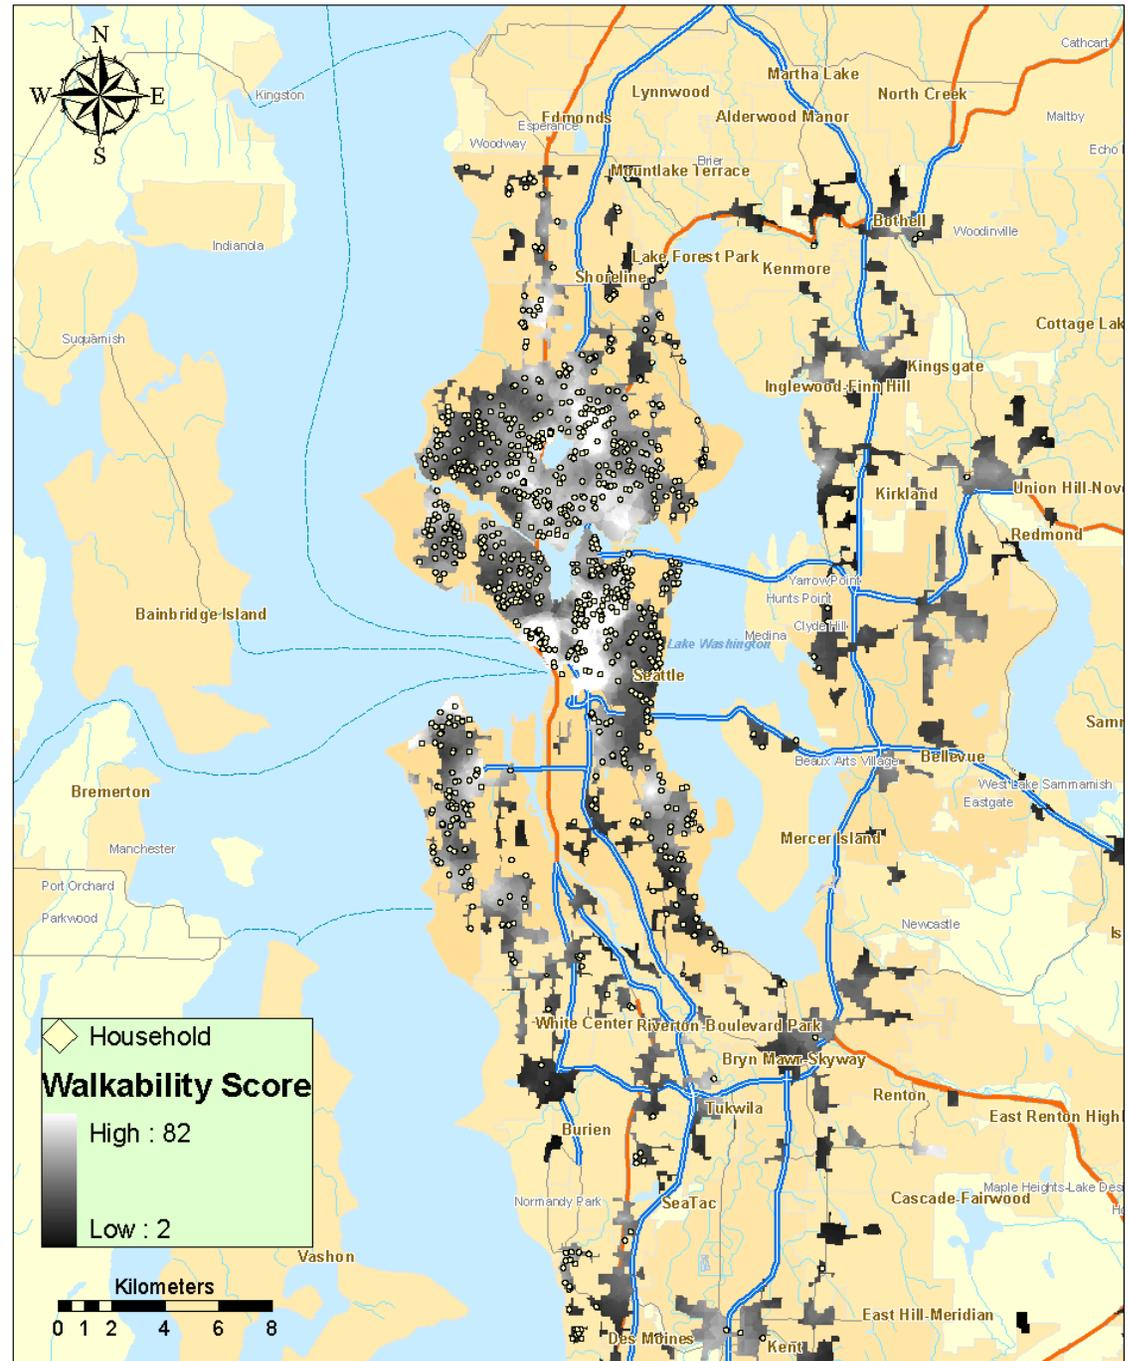 N
W E
S
Cathcart
Kingston
Martha Lake
Lynnwood
North Creek
Edmonds
Alderwood Manor
Maltby
Esperance
Woodway
Echo
Brier
Mountlake Terrace
Bothell
Woodinville
Indianola
Lake Forest Park
Kenmore
Shoreline
Cottage Lak
Suquamish
Kingsgate
Inglewood-Finn Hill
Union Hill-Nov
Kirkland
Redmond
Yarrow Point
Hunts Point
Bainbridge Island
Clyde Hill
Medina
Lake Washington
Seattle
Samm
Bellevue
Beaux Arts Village
West Lake Sammamish
Eastgate
Bremerton
Mercer Island
Manchester
Port Orchard
Parkwood
Newcastle
Is
White Center
Riverton-Boulevard Park
Bryn Mawr-Skyway
Renton
Tukwila
East Renton Highl
Burien
Maple Heights-Lake Des
Cascade-Fairwood
Normandy Park
SeaTac
Ho
Household
Walkability Score
High : 82
Low : 2
Vashon
Kilometers
0 1 2 4 6 8
East Hill-Meridian
Des Moines
Kent